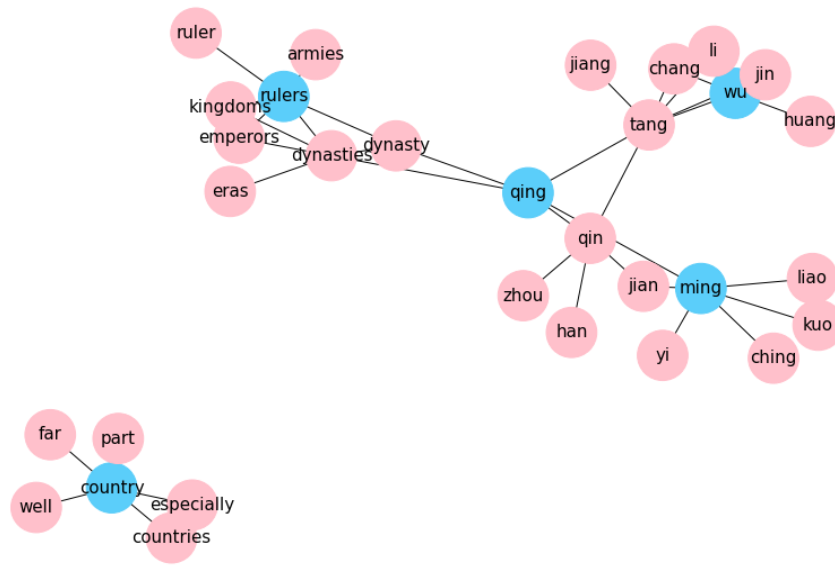 ruler
armies
rulers
kingdoms
emperors
dynasties
dynasty
eras
jiang
chang
li
jin
wu
huang
tang
qing
qin
zhou
han
jian
ming
liao
kuo
ching
yi
far
part
country
well
especially
countries